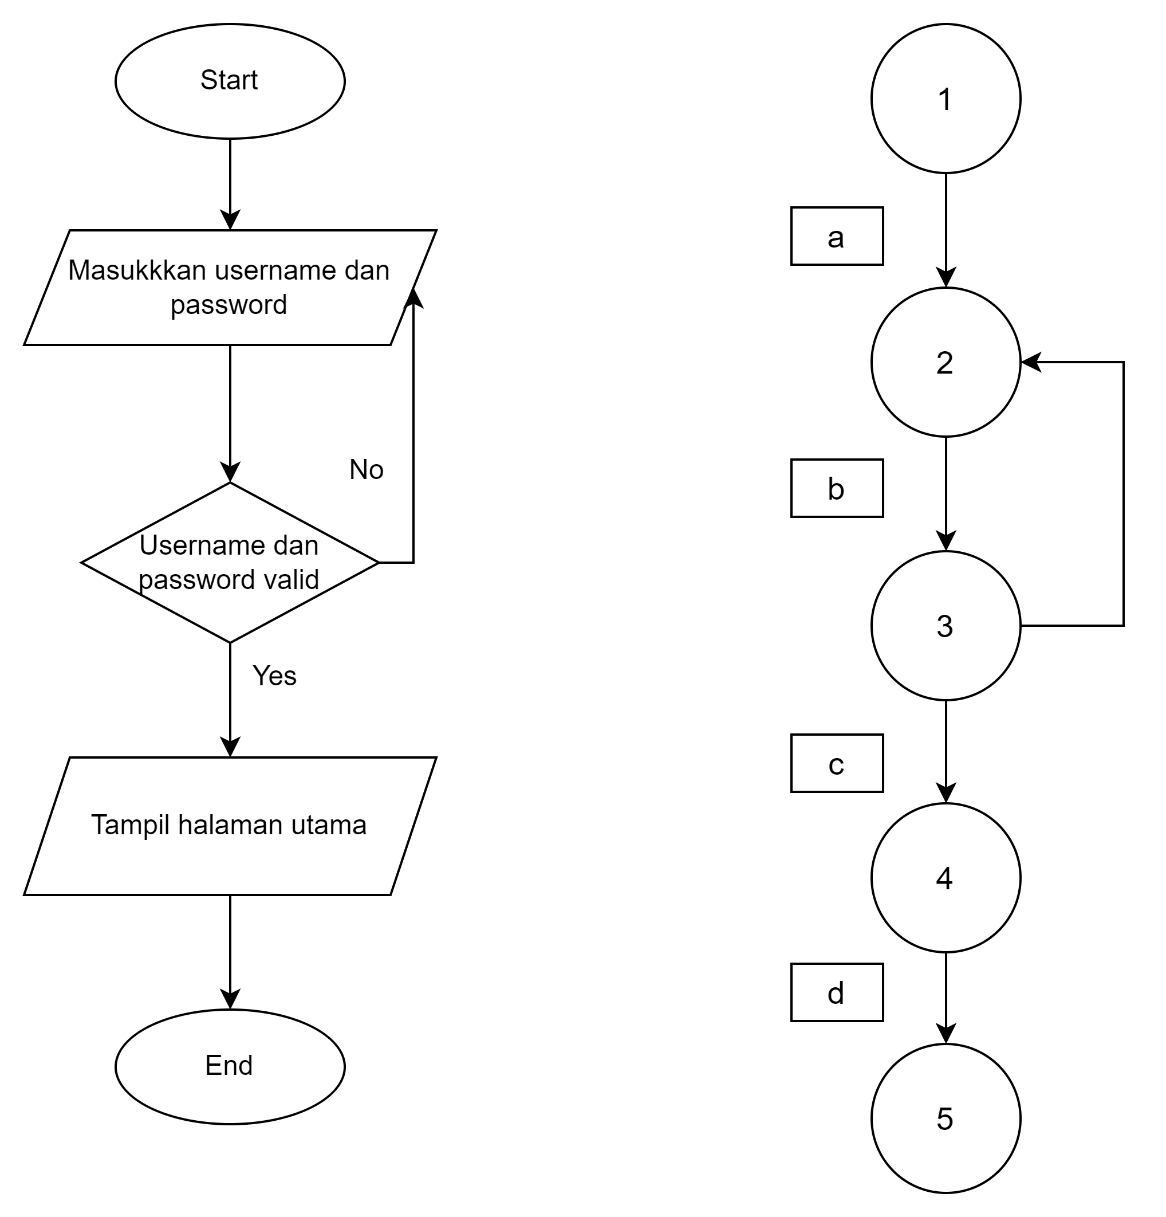 Start
Masukkkan username dan
password
No
Username dan
password valid
Yes
Tampil halaman utama
End
1
a
2
b
3
c
4
d
5